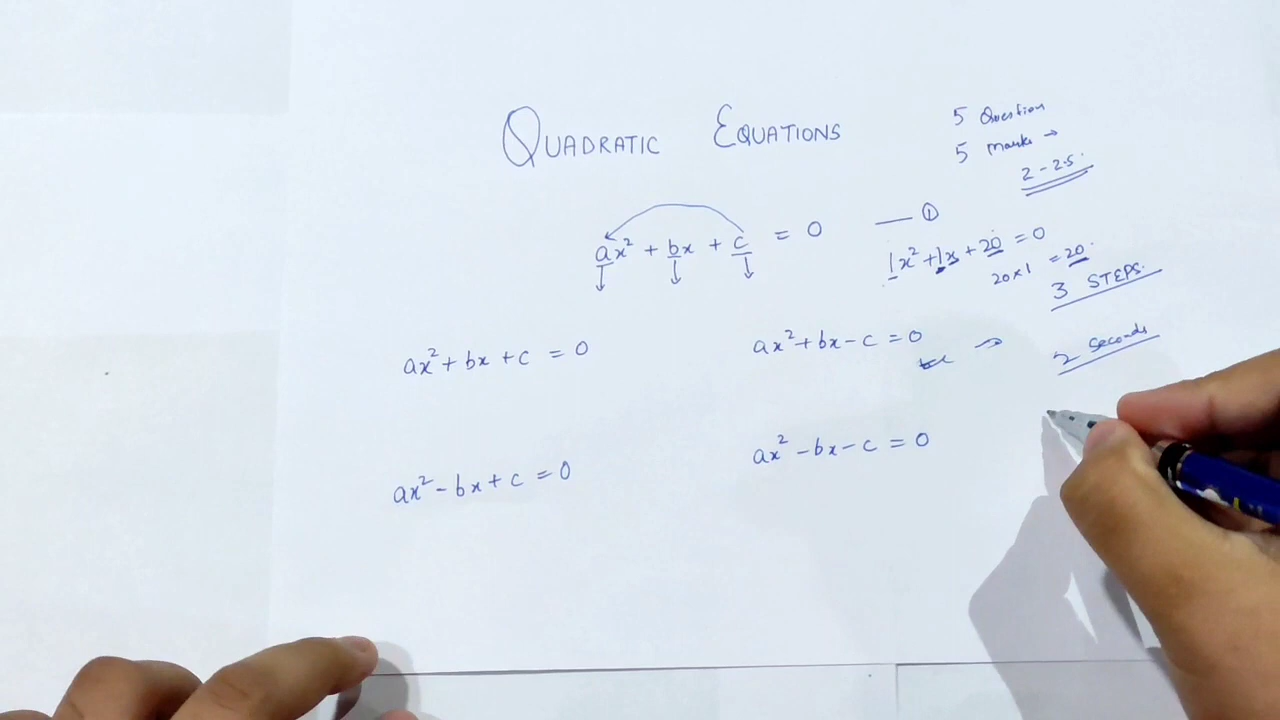 QUADRATIC EQUATIONS
5 Question
5 marks →
2 - 2.5.
ax² + bx + c = 0 — ①
1x² + 1x + 20 = 0
20 x 1 = 20.
3 STEPS.
ax² + bx + c = 0
ax² + bx - c = 0
2 seconds
ax² - bx + c = 0
ax² - bx - c = 0